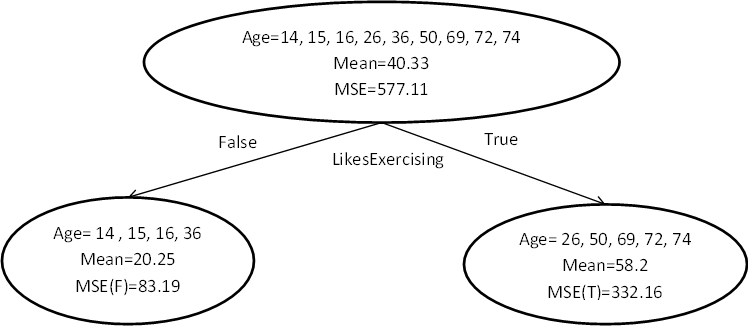 Age=14, 15, 16, 26, 36, 50, 69, 72, 74
Mean=40.33
MSE=577.11
False
True
LikesExercising
Age= 14 , 15, 16, 36
Mean=20.25
MSE(F)=83.19
Age= 26, 50, 69, 72, 74
Mean=58.2
MSE(T)=332.16